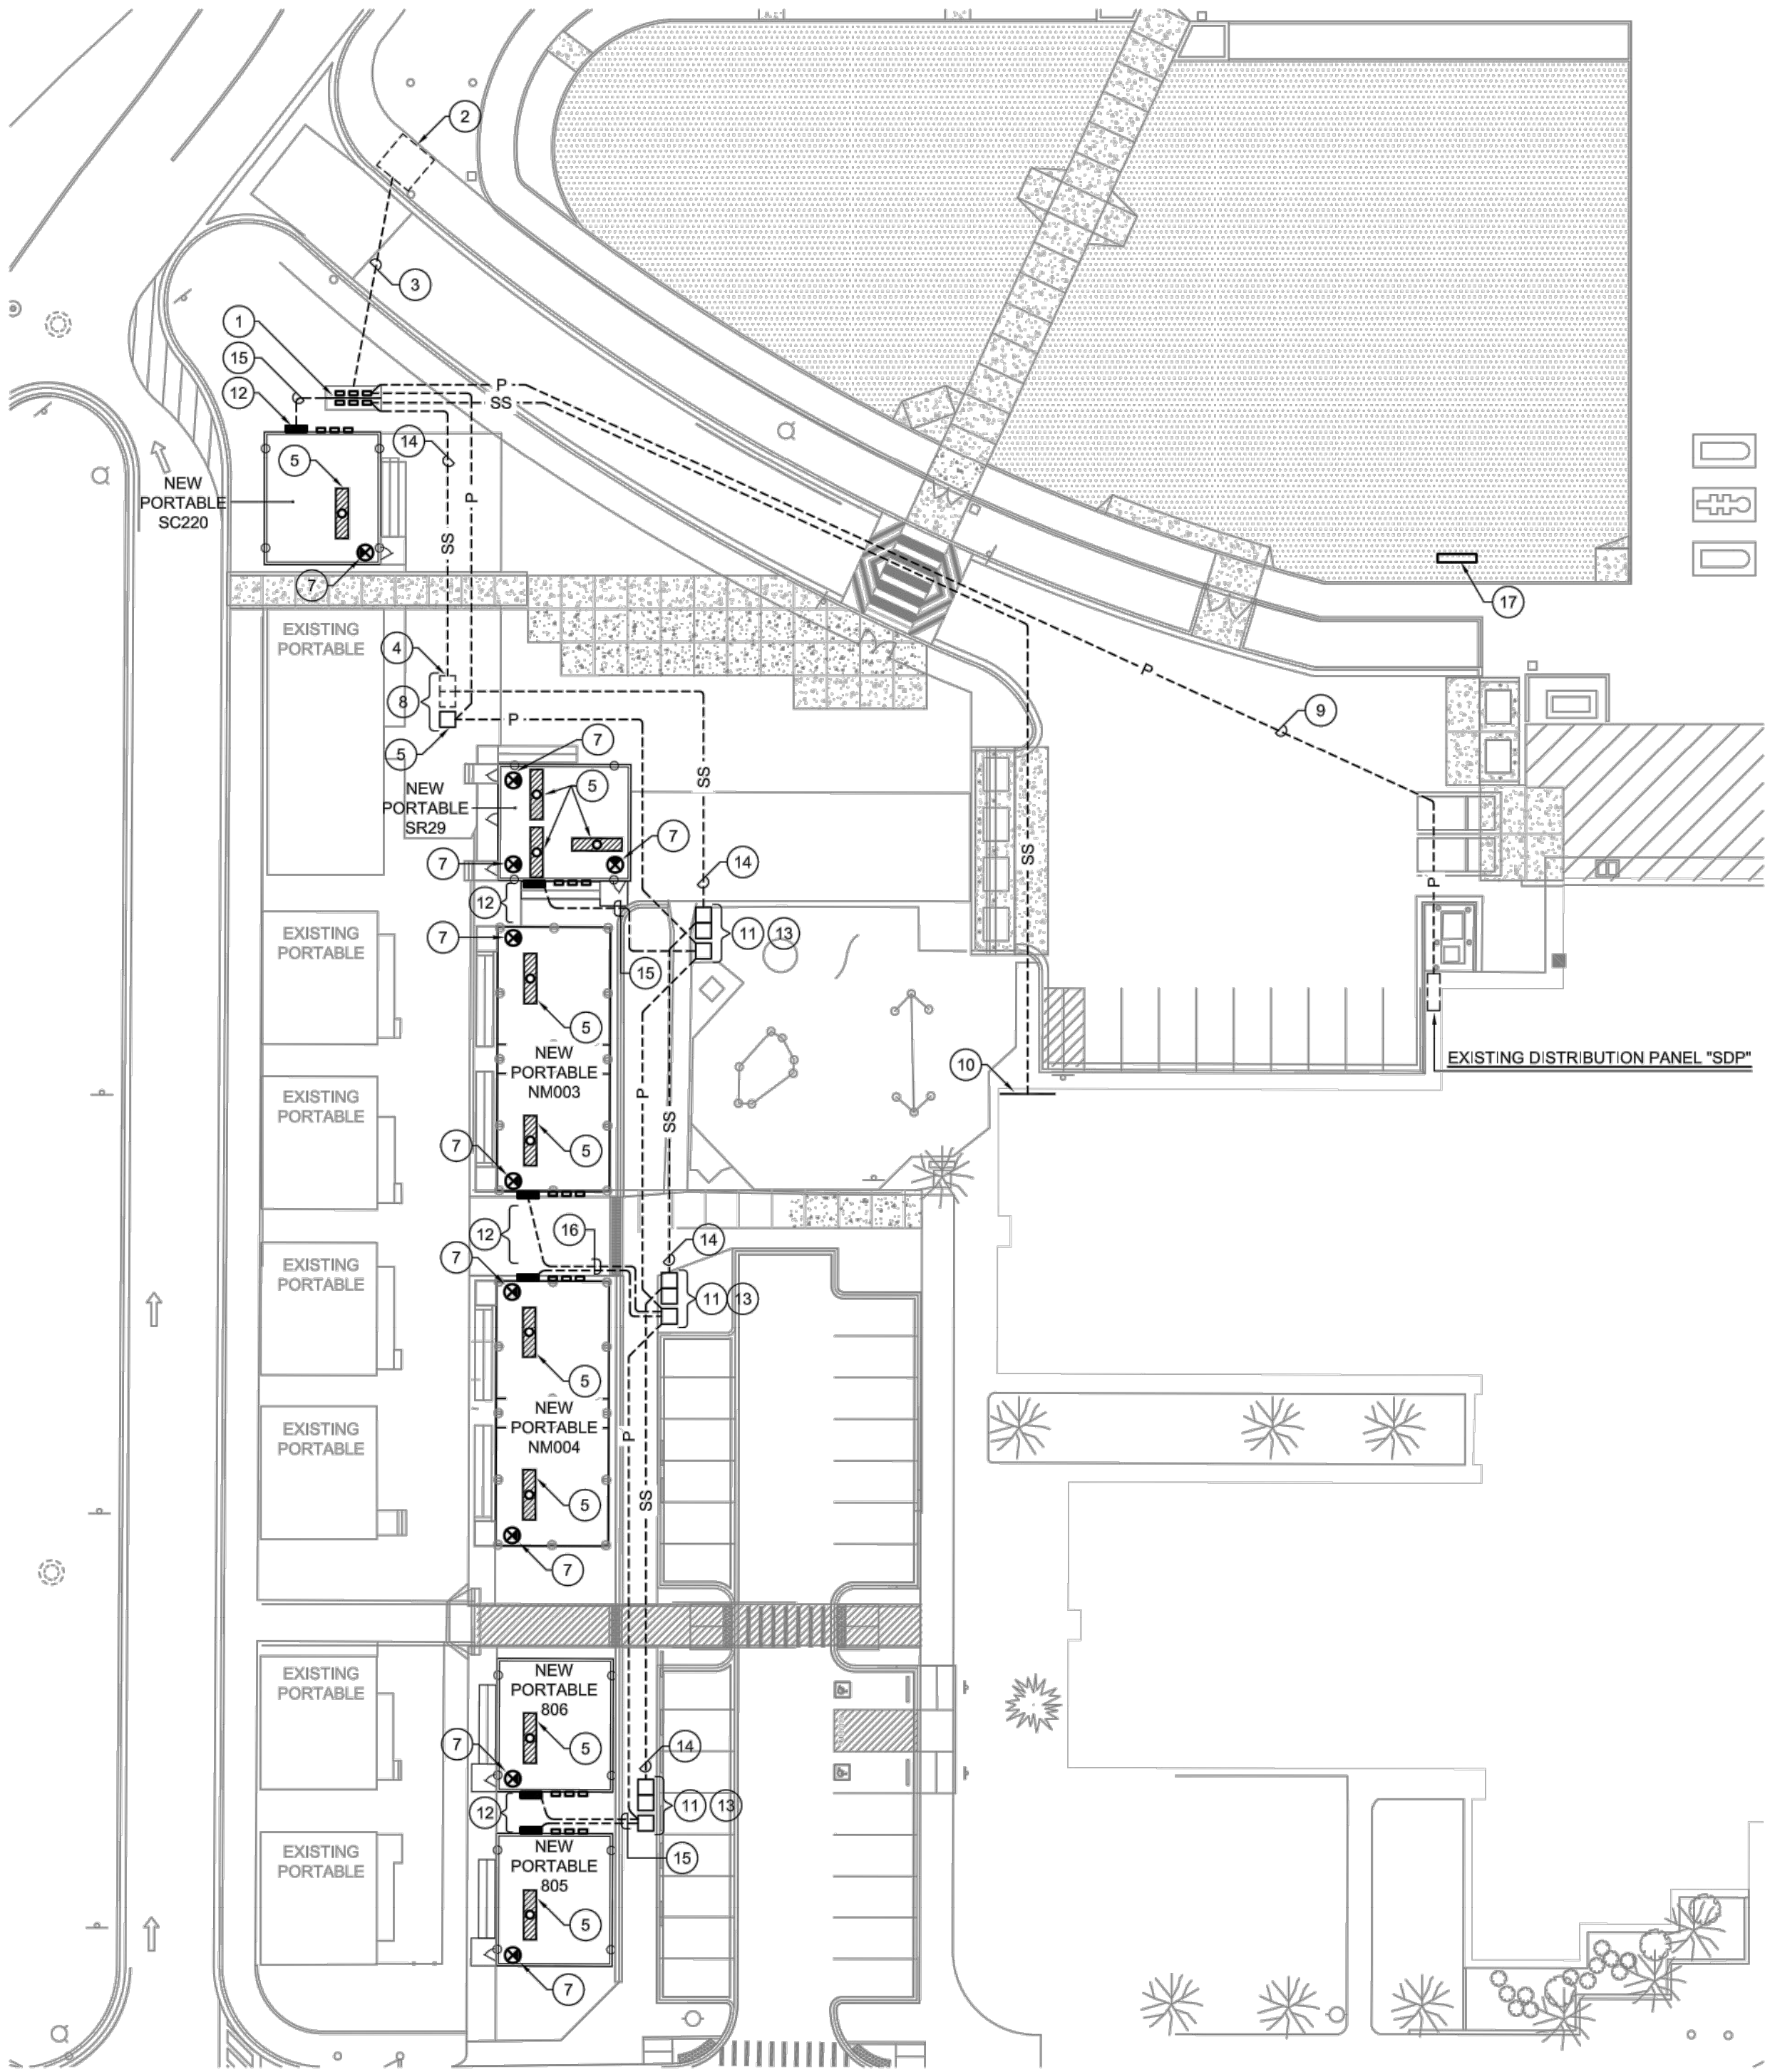 2
3
1
15
12
P
SS
14
5
NEW
PORTABLE
SC220
P
SS
7
17
EXISTING
PORTABLE
4
8
5
P
P
9
7
SS
NEW
PORTABLE
SR29
5
7
7
14
SS
P
12
EXISTING
PORTABLE
7
11
13
15
5
NEW
PORTABLE
NM003
EXISTING DISTRIBUTION PANEL "SDP"
10
EXISTING
PORTABLE
P
SS
7
5
12
16
14
7
EXISTING
PORTABLE
11
13
5
NEW
PORTABLE
NM004
EXISTING
PORTABLE
P
SS
5
7
EXISTING
PORTABLE
NEW
PORTABLE
806
7
5
14
12
11
13
EXISTING
PORTABLE
NEW
PORTABLE
805
15
5
7